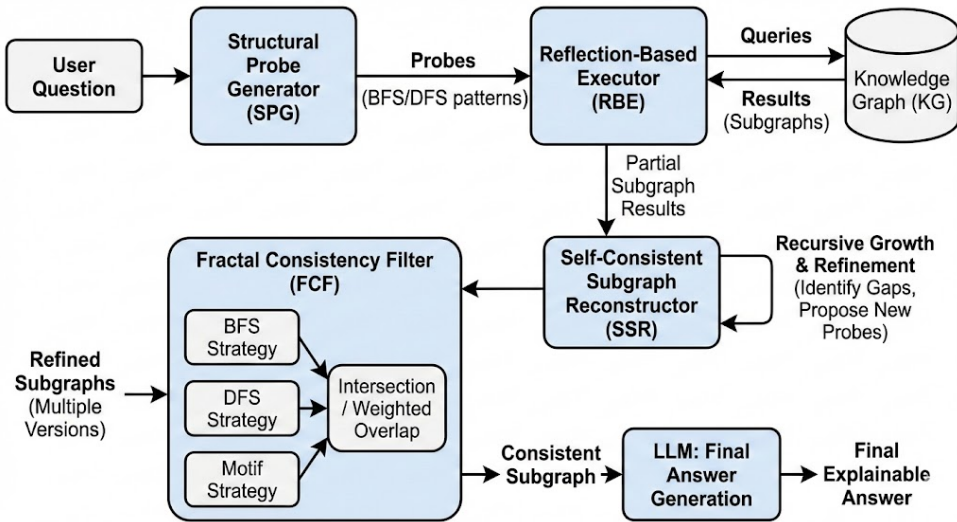 User
Question
Structural
Probe
Generator
(SPG)
Probes
(BFS/DFS patterns)
Reflection-Based
Executor
(RBE)
Queries
Results
(Subgraphs)
Knowledge
Graph (KG)
Partial
Subgraph
Results
Self-Consistent
Subgraph
Reconstructor
(SSR)
Recursive Growth
& Refinement
(Identify Gaps,
Propose New
Probes)
Fractal Consistency Filter
(FCF)
BFS
Strategy
DFS
Strategy
Motif
Strategy
Intersection
/ Weighted
Overlap
Refined
Subgraphs
(Multiple
Versions)
Consistent
Subgraph
LLM: Final
Answer
Generation
Final
Explainable
Answer